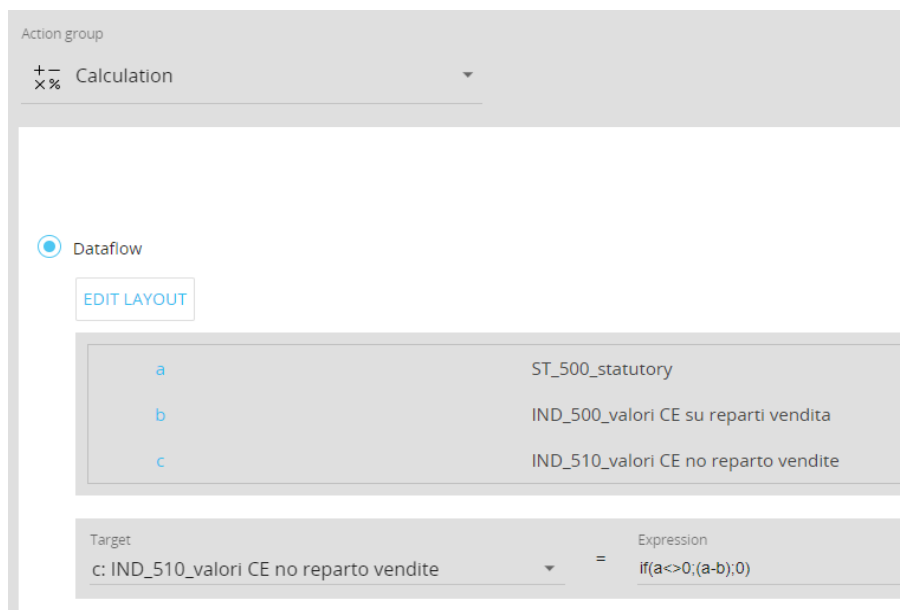 Action group
+−×% Calculation
Dataflow
EDIT LAYOUT
a ST_500_statutory
b IND_500_valori CE su reparti vendita
c IND_510_valori CE no reparto vendite
Target
Expression
c: IND_510_valori CE no reparto vendite = if(a<>0;(a-b);0)